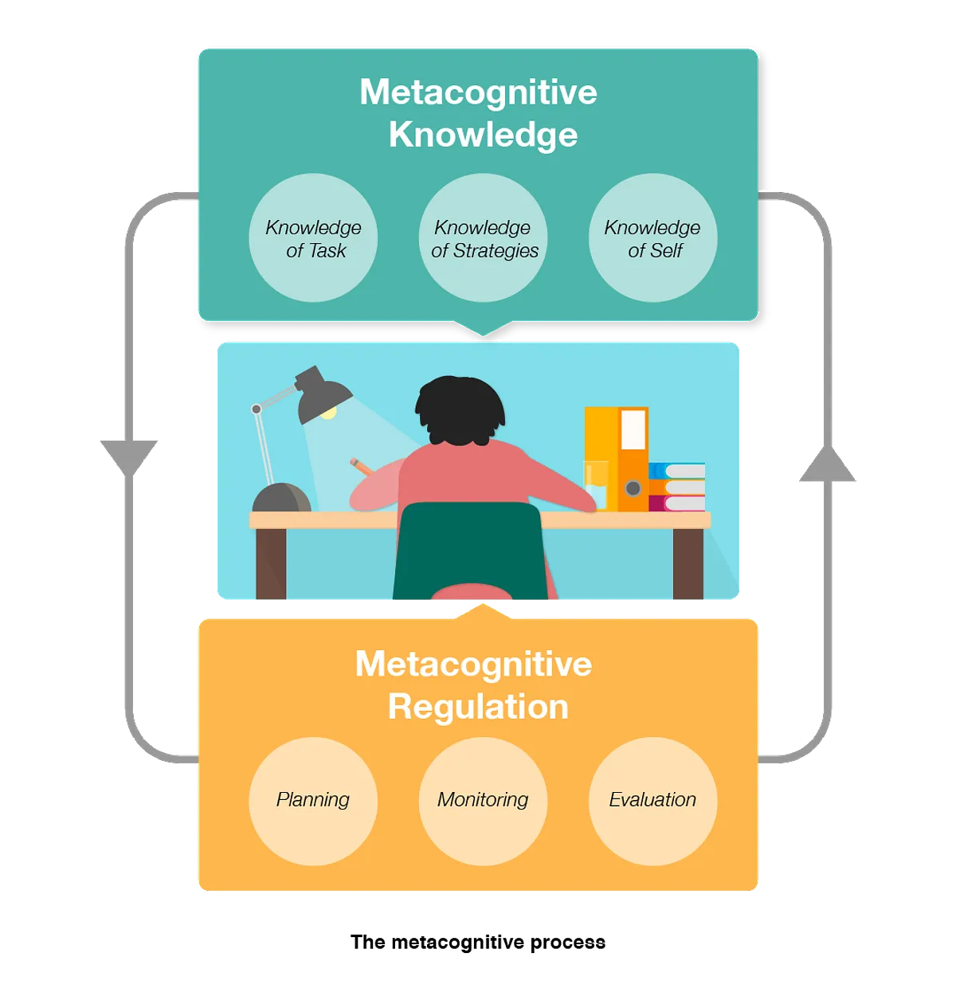 Metacognitive
Knowledge
Knowledge
of Task
Knowledge
of Strategies
Knowledge
of Self
Metacognitive
Regulation
Planning
Monitoring
Evaluation
The metacognitive process